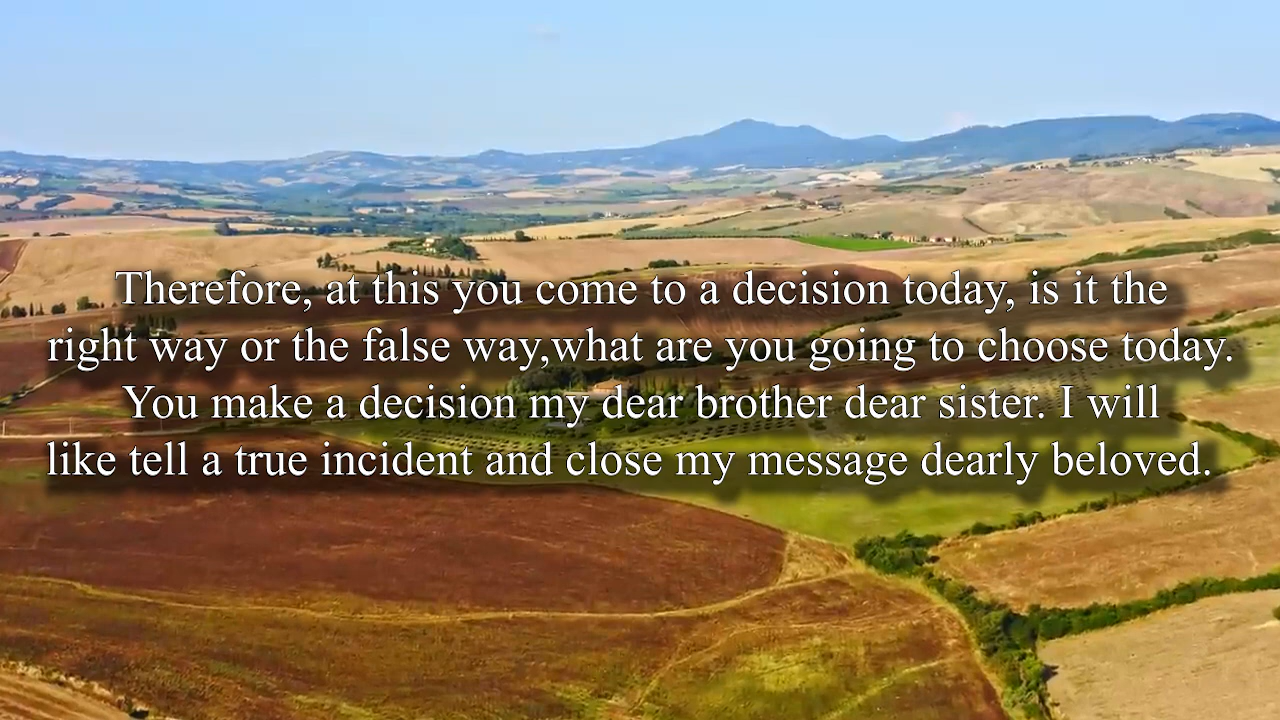 Therefore, at this you come to a decision today, is it the
right way or the false way,what are you going to choose today.
You make a decision my dear brother dear sister. I will
like tell a true incident and close my message dearly beloved.